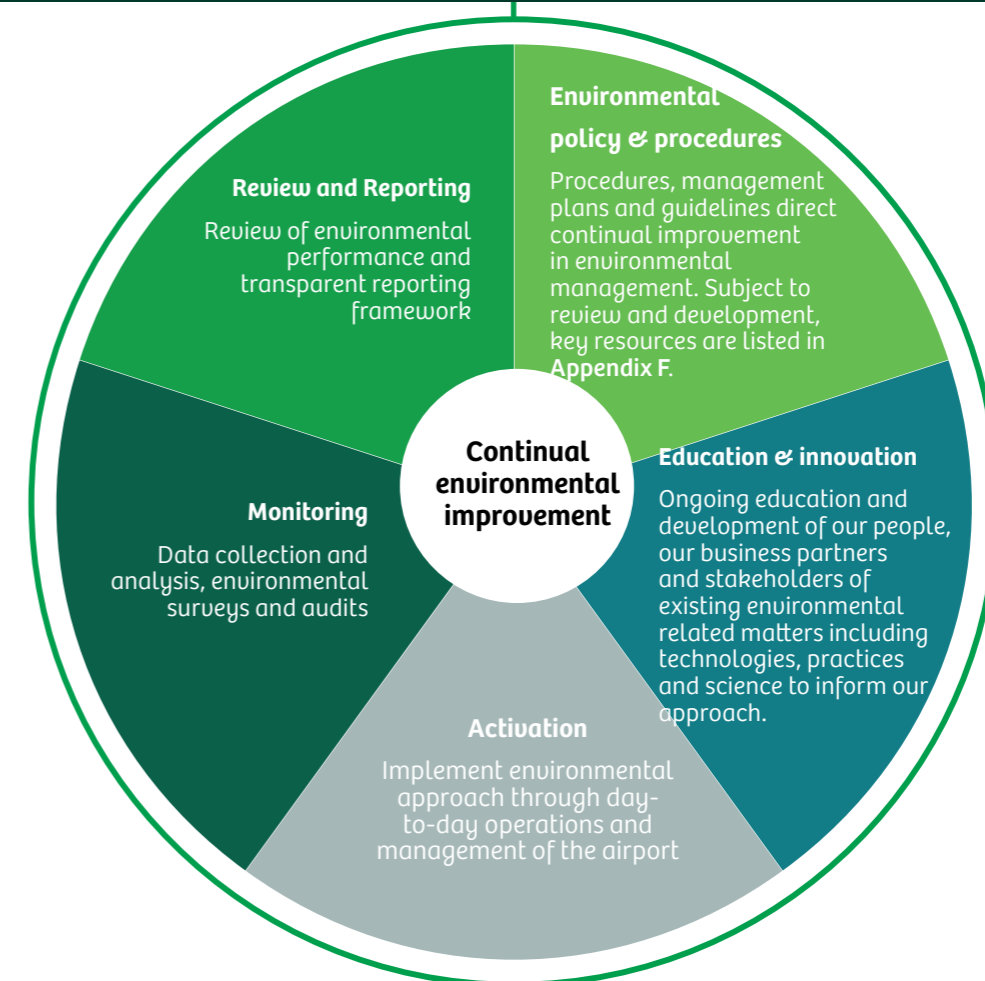 Environmental
policy & procedures
Procedures, management
plans and guidelines direct
continual improvement
in environmental
management. Subject to
review and development,
key resources are listed in
Appendix F.
Education & innovation
Ongoing education and
development of our people,
our business partners
and stakeholders of
existing environmental
related matters including
technologies, practices
and science to inform our
approach.
Activation
Implement environmental
approach through day-
to-day operations and
management of the airport
Monitoring
Data collection and
analysis, environmental
surveys and audits
Review and Reporting
Review of environmental
performance and
transparent reporting
framework
Continual
environmental
improvement